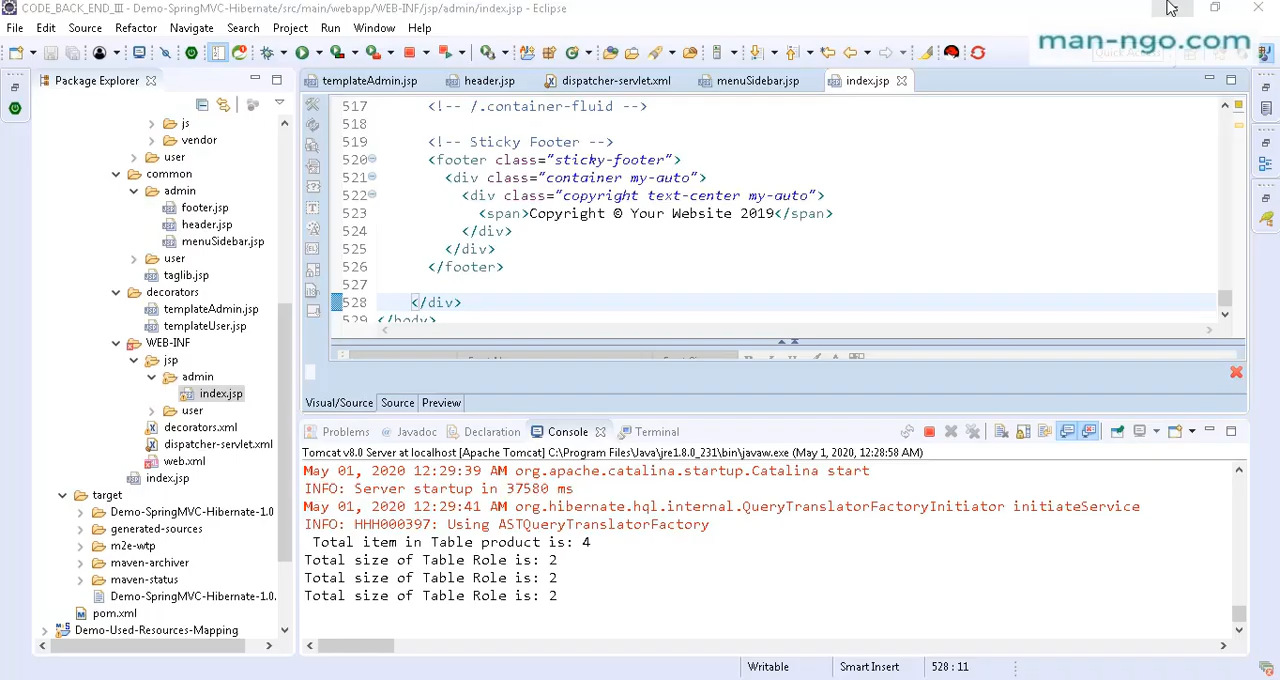 CODE_BACK_END_III - Demo-SpringMVC-Hibernate/src/main/webapp/WEB-INF/jsp/admin/index.jsp - Eclipse
File Edit Source Refactor Navigate Search Project Run Window Help
man-ngo.com
Package Explorer
templateAdmin.jsp header.jsp dispatcher-servlet.xml menuSidebar.jsp index.jsp
js
vendor
user
common
admin
footer.jsp
header.jsp
menuSidebar.jsp
user
taglib.jsp
decorators
templateAdmin.jsp
templateUser.jsp
WEB-INF
jsp
admin
index.jsp
user
decorators.xml
dispatcher-servlet.xml
web.xml
index.jsp
target
Demo-SpringMVC-Hibernate-1.0
generated-sources
m2e-wtp
maven-archiver
maven-status
Demo-SpringMVC-Hibernate-1.0.
pom.xml
Demo-Used-Resources-Mapping
517 <!-- /.container-fluid -->
518
519 <!-- Sticky Footer -->
520 <footer class="sticky-footer">
521 <div class="container my-auto">
522 <div class="copyright text-center my-auto">
523 <span>Copyright © Your Website 2019</span>
524 </div>
525 </div>
526 </footer>
527
528 </div>
529 </body>
Visual/Source Source Preview
Problems Javadoc Declaration Console Terminal
Tomcat v8.0 Server at localhost [Apache Tomcat] C:\Program Files\Java\jre1.8.0_231\bin\javaw.exe (May 1, 2020 12:28:58 AM)
May 01, 2020 12:29:39 AM org.apache.catalina.startup.Catalina start
INFO: Server startup in 37580 ms
May 01, 2020 12:29:41 AM org.hibernate.hql.internal.QueryTranslatorFactoryInitiator initiateService
INFO: HHH000397: Using ASTQueryTranslatorFactory
Total item in Table product is: 4
Total size of Table Role is: 2
Total size of Table Role is: 2
Total size of Table Role is: 2
Writable Smart Insert 528 : 11